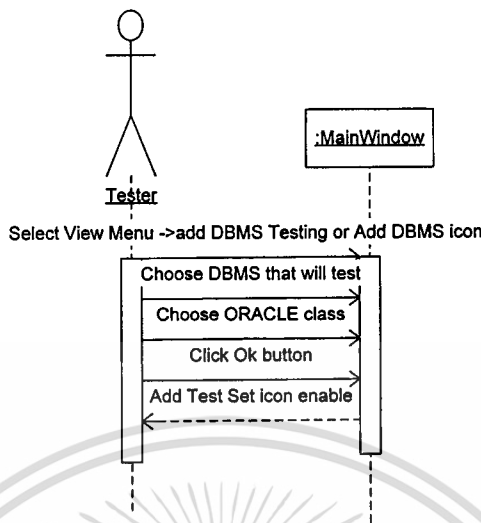 :MainWindow
Tester
Select View Menu ->add DBMS Testing or Add DBMS icon
Choose DBMS that will test
Choose ORACLE class
Click Ok button
Add Test Set icon enable